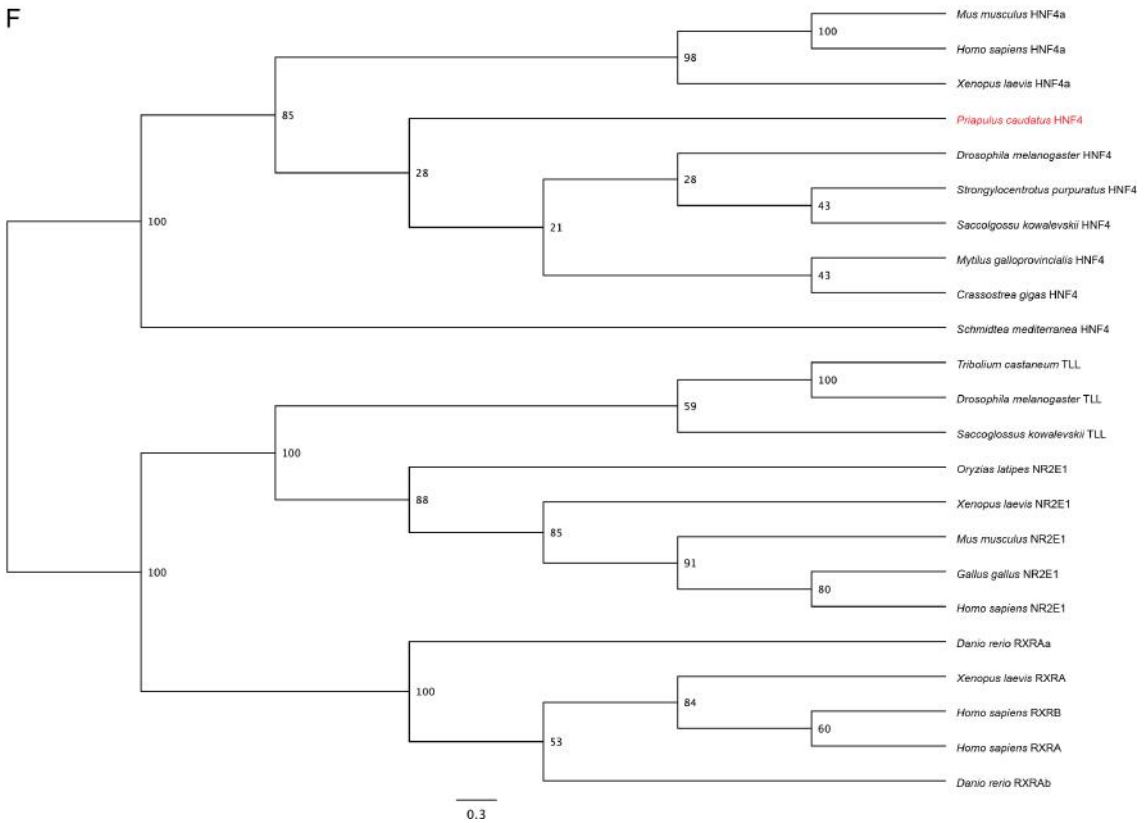 F
Mus musculus HNF4a
100
Homo sapiens HNF4a
98
Xenopus laevis HNF4a
85
Priapulus caudatus HNF4
28
Drosophila melanogaster HNF4
28
Strongylocentrotus purpuratus HNF4
43
Saccolgossu kowalevskii HNF4
21
100
Mytilus galloprovincialis HNF4
43
Crassostrea gigas HNF4
Schmidtea mediterranea HNF4
Tribolium castaneum TLL
100
Drosophila melanogaster TLL
59
Saccoglossus kowalevskii TLL
100
Oryzias latipes NR2E1
88
Xenopus laevis NR2E1
85
Mus musculus NR2E1
91
100
Gallus gallus NR2E1
80
Homo sapiens NR2E1
Danio rerio RXRAa
100
Xenopus laevis RXRA
84
Homo sapiens RXRB
60
53
Homo sapiens RXRA
Danio rerio RXRAb
0.3